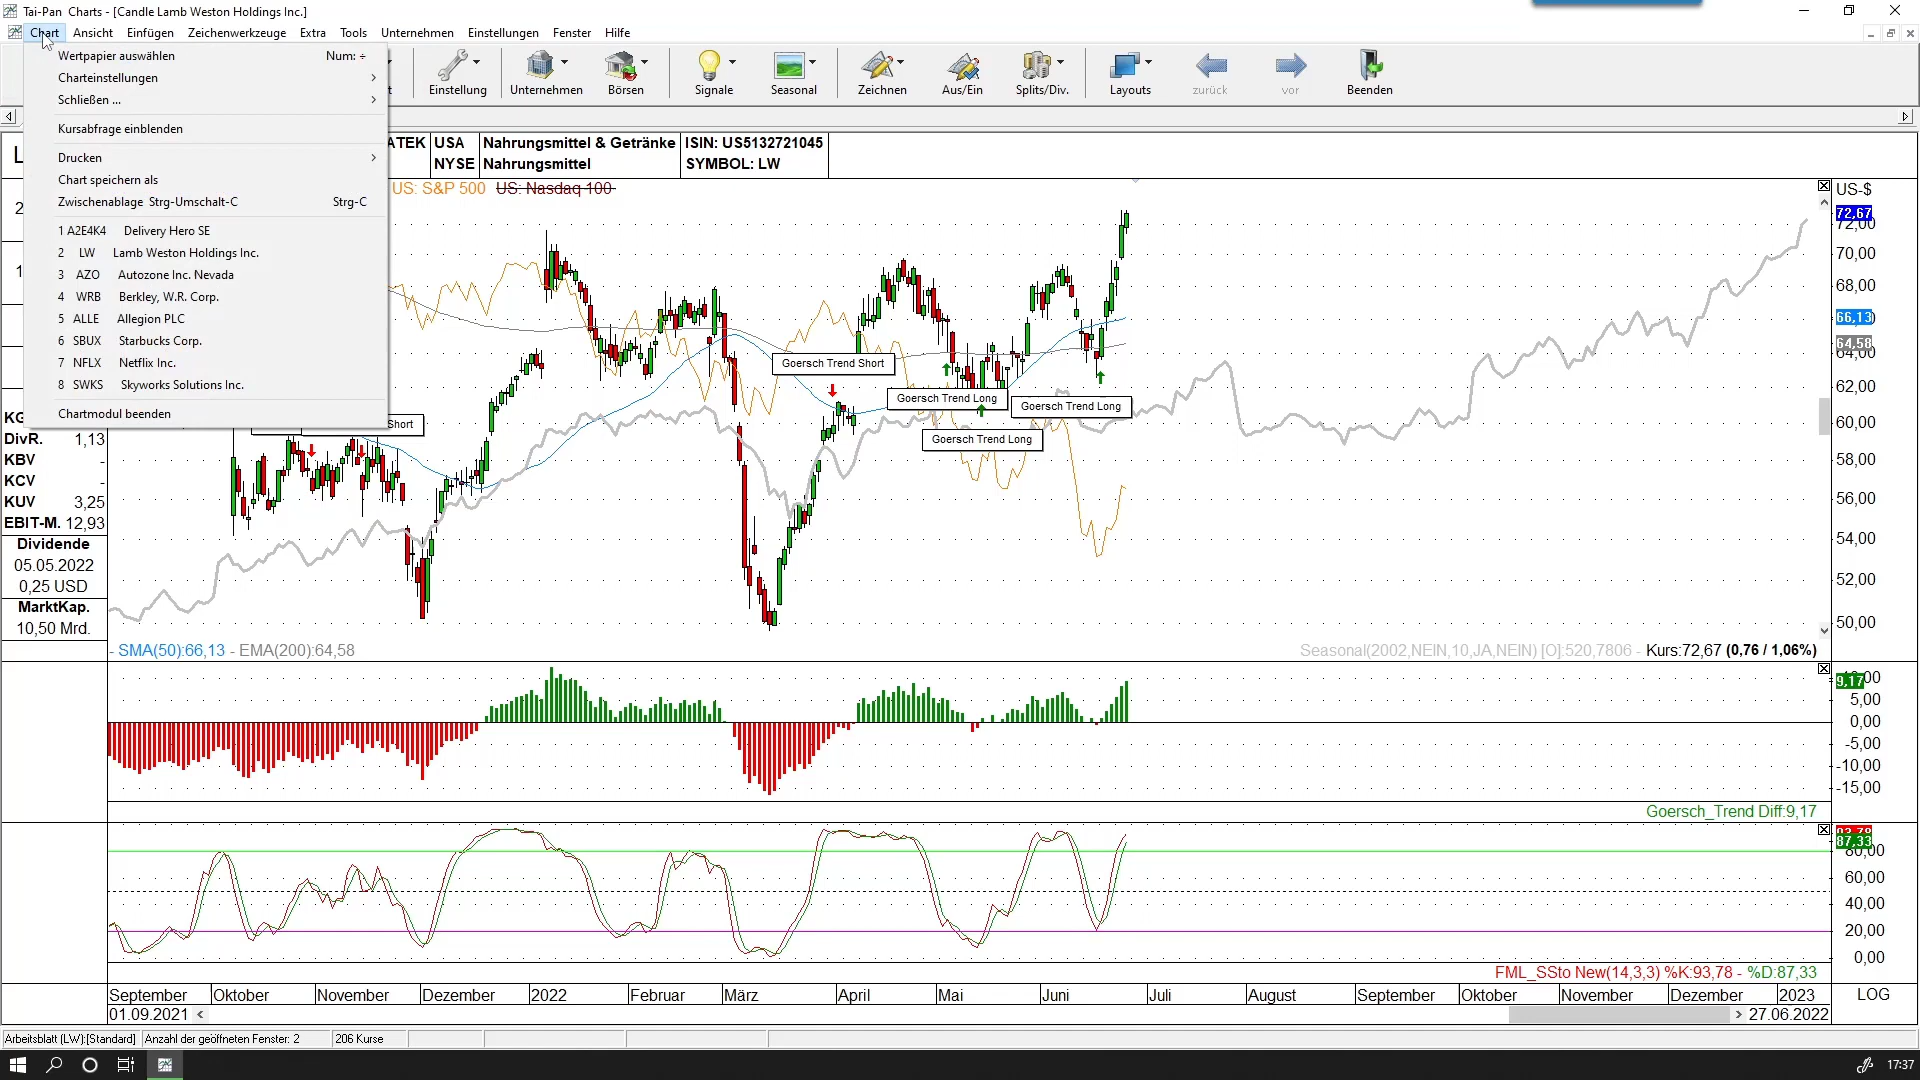 Tai-Pan Charts - [Candle Lamb Weston Holdings Inc.]
Chart Ansicht Einfügen Zeichenwerkzeuge Extra Tools Unternehmen Einstellungen Fenster Hilfe
Wertpapier auswählen Num: ÷
Charteinstellungen
Schließen ...
Kursabfrage einblenden
Drucken
Chart speichern als
Zwischenablage Strg-Umschalt-C Strg-C
1 A2E4K4 Delivery Hero SE
2 LW Lamb Weston Holdings Inc.
3 AZO Autozone Inc. Nevada
4 WRB Berkley, W.R. Corp.
5 ALLE Allegion PLC
6 SBUX Starbucks Corp.
7 NFLX Netflix Inc.
8 SWKS Skyworks Solutions Inc.
Chartmodul beenden
Einstellung Unternehmen Börsen Signale Seasonal Zeichnen Aus/Ein Splits/Div. Layouts zurück vor Beenden
ATEK USA Nahrungsmittel & Getränke ISIN: US5132721045
NYSE Nahrungsmittel SYMBOL: LW
US: S&P 500 US: Nasdaq 100
US-$
72,67
72,00
70,00
68,00
66,13
64,58
64,00
62,00
60,00
58,00
56,00
54,00
52,00
50,00
Goersch Trend Short
Goersch Trend Long
Goersch Trend Long
Goersch Trend Long
Short
DivR. 1,13
KBV -
KCV -
KUV 3,25
EBIT-M. 12,93
Dividende
05.05.2022
0,25 USD
MarktKap.
10,50 Mrd.
- SMA(50):66,13 - EMA(200):64,58
Seasonal(2002,NEIN,10,JA,NEIN) [O]:520,7806 - Kurs:72,67 (0,76 / 1,06%)
9,17
5,00
0,00
-5,00
-10,00
-15,00
Goersch_Trend Diff:9,17
87,33
80,00
60,00
40,00
20,00
0,00
FML_SSto New(14,3,3) %K:93,78 - %D:87,33
September Oktober November Dezember 2022 Februar März April Mai Juni Juli August September Oktober November Dezember 2023 LOG
01.09.2021 < > 27.06.2022
Arbeitsblatt (LW):[Standard] Anzahl der geöffneten Fenster: 2 206 Kurse
17:37